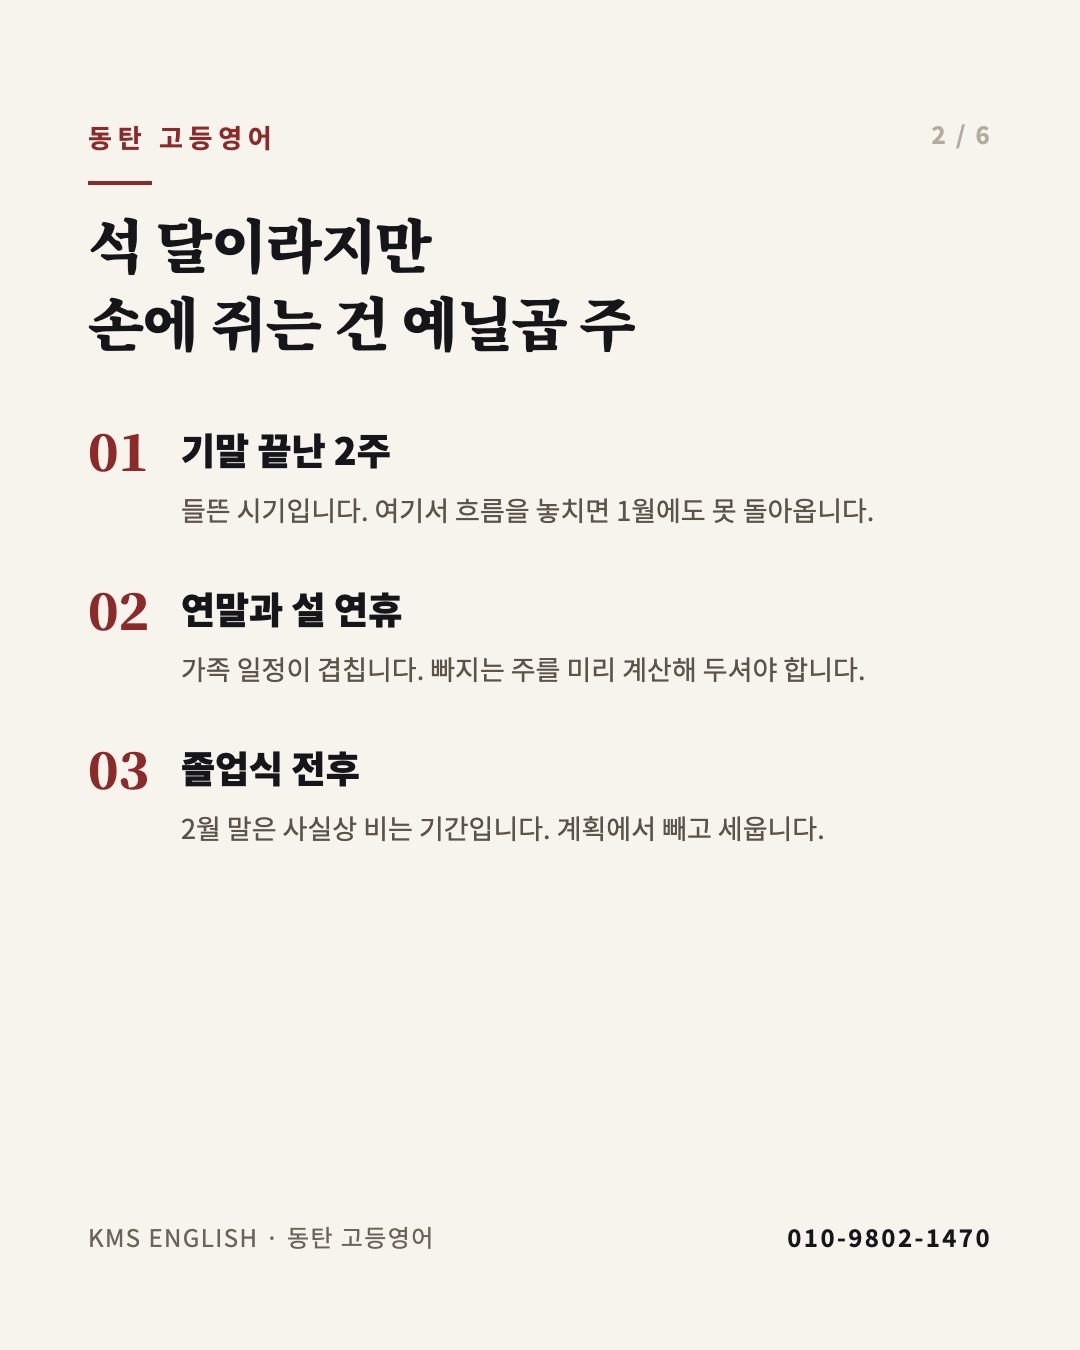 동탄 고등영어
2 / 6
석 달이라지만
손에 쥐는 건 예닐곱 주
01 기말 끝난 2주
들뜬 시기입니다. 여기서 흐름을 놓치면 1월에도 못 돌아옵니다.
02 연말과 설 연휴
가족 일정이 겹칩니다. 빠지는 주를 미리 계산해 두셔야 합니다.
03 졸업식 전후
2월 말은 사실상 비는 기간입니다. 계획에서 빼고 세웁니다.
KMS ENGLISH · 동탄 고등영어
010-9802-1470